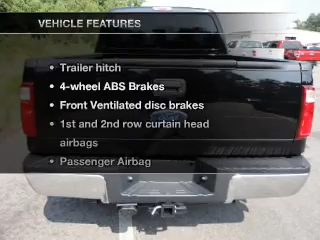 VEHICLE FEATURES
• Trailer hitch
• 4-wheel ABS Brakes
• Front Ventilated disc brakes
• 1st and 2nd row curtain head
airbags
• Passenger Airbag